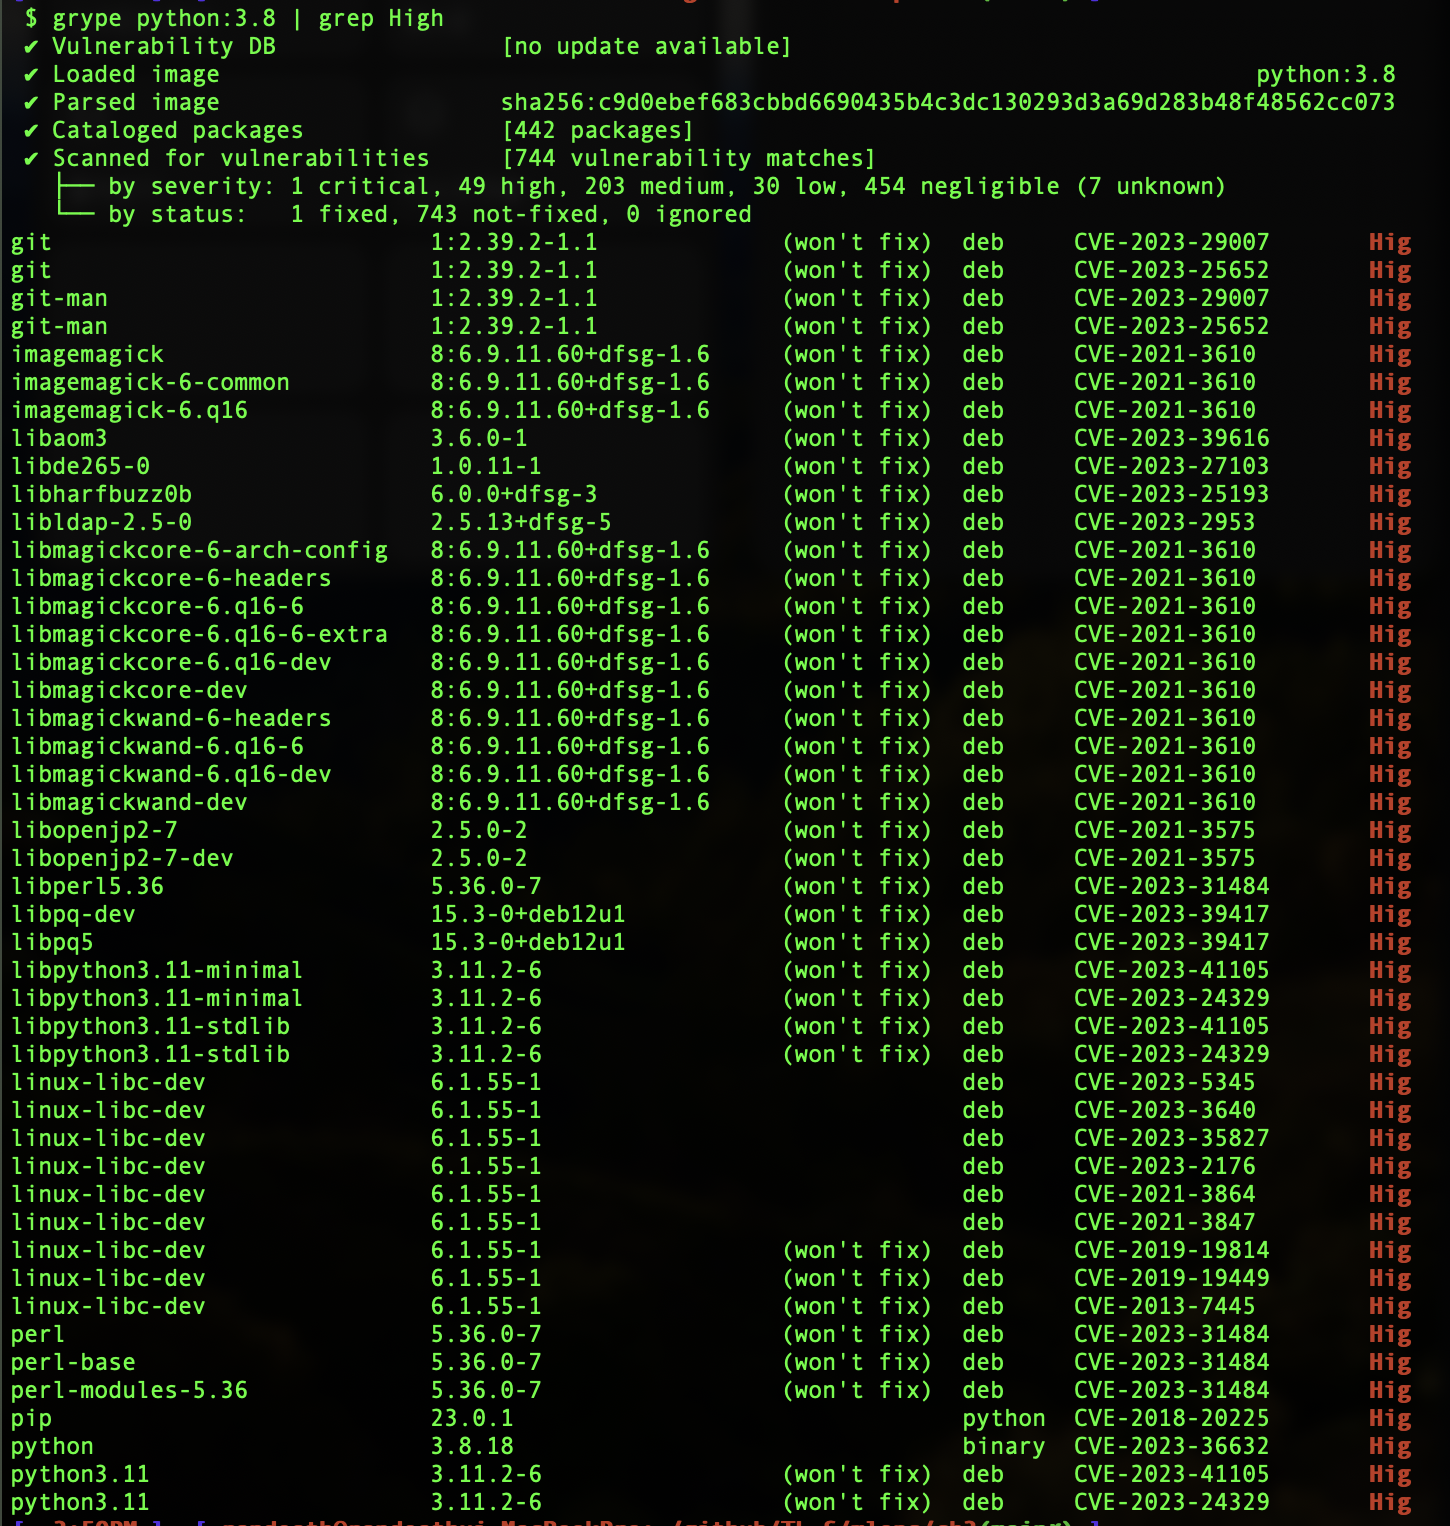 $ grype python:3.8 | grep High
✔ Vulnerability DB [no update available]
✔ Loaded image python:3.8
✔ Parsed image sha256:c9d0ebef683cbbd6690435b4c3dc130293d3a69d283b48f48562cc073
✔ Cataloged packages [442 packages]
✔ Scanned for vulnerabilities [744 vulnerability matches]
├── by severity: 1 critical, 49 high, 203 medium, 30 low, 454 negligible (7 unknown)
└── by status: 1 fixed, 743 not-fixed, 0 ignored
git 1:2.39.2-1.1 (won't fix) deb CVE-2023-29007 Hig
git 1:2.39.2-1.1 (won't fix) deb CVE-2023-25652 Hig
git-man 1:2.39.2-1.1 (won't fix) deb CVE-2023-29007 Hig
git-man 1:2.39.2-1.1 (won't fix) deb CVE-2023-25652 Hig
imagemagick 8:6.9.11.60+dfsg-1.6 (won't fix) deb CVE-2021-3610 Hig
imagemagick-6-common 8:6.9.11.60+dfsg-1.6 (won't fix) deb CVE-2021-3610 Hig
imagemagick-6.q16 8:6.9.11.60+dfsg-1.6 (won't fix) deb CVE-2021-3610 Hig
libaom3 3.6.0-1 (won't fix) deb CVE-2023-39616 Hig
libde265-0 1.0.11-1 (won't fix) deb CVE-2023-27103 Hig
libharfbuzz0b 6.0.0+dfsg-3 (won't fix) deb CVE-2023-25193 Hig
libldap-2.5-0 2.5.13+dfsg-5 (won't fix) deb CVE-2023-2953 Hig
libmagickcore-6-arch-config 8:6.9.11.60+dfsg-1.6 (won't fix) deb CVE-2021-3610 Hig
libmagickcore-6-headers 8:6.9.11.60+dfsg-1.6 (won't fix) deb CVE-2021-3610 Hig
libmagickcore-6.q16-6 8:6.9.11.60+dfsg-1.6 (won't fix) deb CVE-2021-3610 Hig
libmagickcore-6.q16-6-extra 8:6.9.11.60+dfsg-1.6 (won't fix) deb CVE-2021-3610 Hig
libmagickcore-6.q16-dev 8:6.9.11.60+dfsg-1.6 (won't fix) deb CVE-2021-3610 Hig
libmagickcore-dev 8:6.9.11.60+dfsg-1.6 (won't fix) deb CVE-2021-3610 Hig
libmagickwand-6-headers 8:6.9.11.60+dfsg-1.6 (won't fix) deb CVE-2021-3610 Hig
libmagickwand-6.q16-6 8:6.9.11.60+dfsg-1.6 (won't fix) deb CVE-2021-3610 Hig
libmagickwand-6.q16-dev 8:6.9.11.60+dfsg-1.6 (won't fix) deb CVE-2021-3610 Hig
libmagickwand-dev 8:6.9.11.60+dfsg-1.6 (won't fix) deb CVE-2021-3610 Hig
libopenjp2-7 2.5.0-2 (won't fix) deb CVE-2021-3575 Hig
libopenjp2-7-dev 2.5.0-2 (won't fix) deb CVE-2021-3575 Hig
libperl5.36 5.36.0-7 (won't fix) deb CVE-2023-31484 Hig
libpq-dev 15.3-0+deb12u1 (won't fix) deb CVE-2023-39417 Hig
libpq5 15.3-0+deb12u1 (won't fix) deb CVE-2023-39417 Hig
libpython3.11-minimal 3.11.2-6 (won't fix) deb CVE-2023-41105 Hig
libpython3.11-minimal 3.11.2-6 (won't fix) deb CVE-2023-24329 Hig
libpython3.11-stdlib 3.11.2-6 (won't fix) deb CVE-2023-41105 Hig
libpython3.11-stdlib 3.11.2-6 (won't fix) deb CVE-2023-24329 Hig
linux-libc-dev 6.1.55-1 deb CVE-2023-5345 Hig
linux-libc-dev 6.1.55-1 deb CVE-2023-3640 Hig
linux-libc-dev 6.1.55-1 deb CVE-2023-35827 Hig
linux-libc-dev 6.1.55-1 deb CVE-2023-2176 Hig
linux-libc-dev 6.1.55-1 deb CVE-2021-3864 Hig
linux-libc-dev 6.1.55-1 deb CVE-2021-3847 Hig
linux-libc-dev 6.1.55-1 (won't fix) deb CVE-2019-19814 Hig
linux-libc-dev 6.1.55-1 (won't fix) deb CVE-2019-19449 Hig
linux-libc-dev 6.1.55-1 (won't fix) deb CVE-2013-7445 Hig
perl 5.36.0-7 (won't fix) deb CVE-2023-31484 Hig
perl-base 5.36.0-7 (won't fix) deb CVE-2023-31484 Hig
perl-modules-5.36 5.36.0-7 (won't fix) deb CVE-2023-31484 Hig
pip 23.0.1 python CVE-2018-20225 Hig
python 3.8.18 binary CVE-2023-36632 Hig
python3.11 3.11.2-6 (won't fix) deb CVE-2023-41105 Hig
python3.11 3.11.2-6 (won't fix) deb CVE-2023-24329 Hig